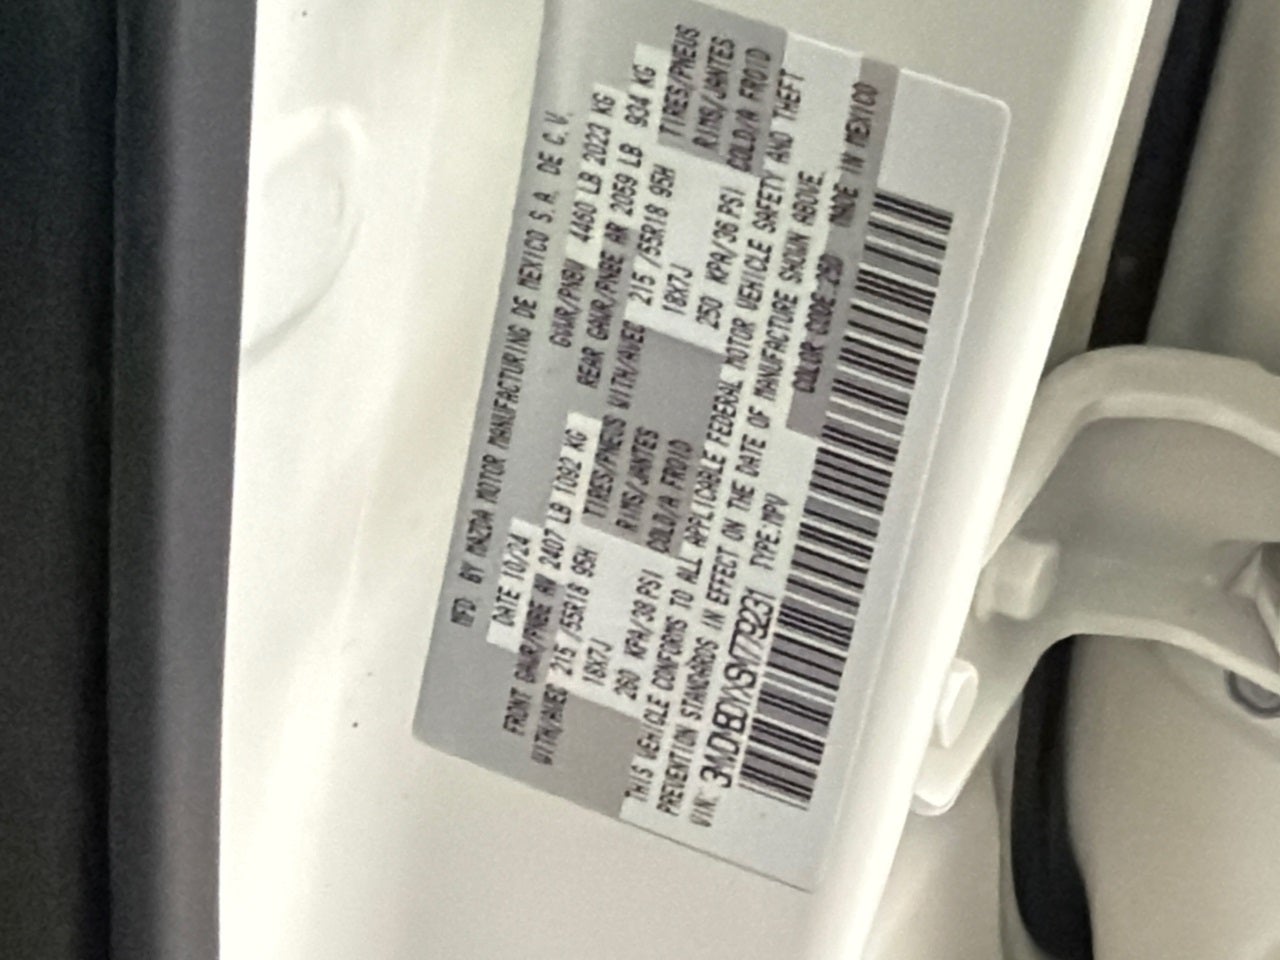 MFD. BY MAZDA MOTOR MANUFACTURING DE MEXICO S.A. DE C.V.
DATE 10/24 GVWR/PNBV 4460 LB 2023 KG
FRONT GAWR/PNBE AV 2407 LB 1092 KG REAR GAWR/PNBE AR 2059 LB 934 KG
WITH/AVEC 215 /55R18 95H TIRES/PNEUS WITH/AVEC 215 /55R18 95H TIRES/PNEUS
18X7J RIMS/JANTES 18X7J RIMS/JANTES
260 KPA/38 PSI COLD/A FROID 250 KPA/36 PSI COLD/A FROID
THIS VEHICLE CONFORMS TO ALL APPLICABLE FEDERAL MOTOR VEHICLE SAFETY AND THEFT
PREVENTION STANDARDS IN EFFECT ON THE DATE OF MANUFACTURE SHOWN ABOVE.
VIN: 3MVDMBDYXSM779231 TYPE:MPV COLOR CODE:25D MADE IN MEXICO